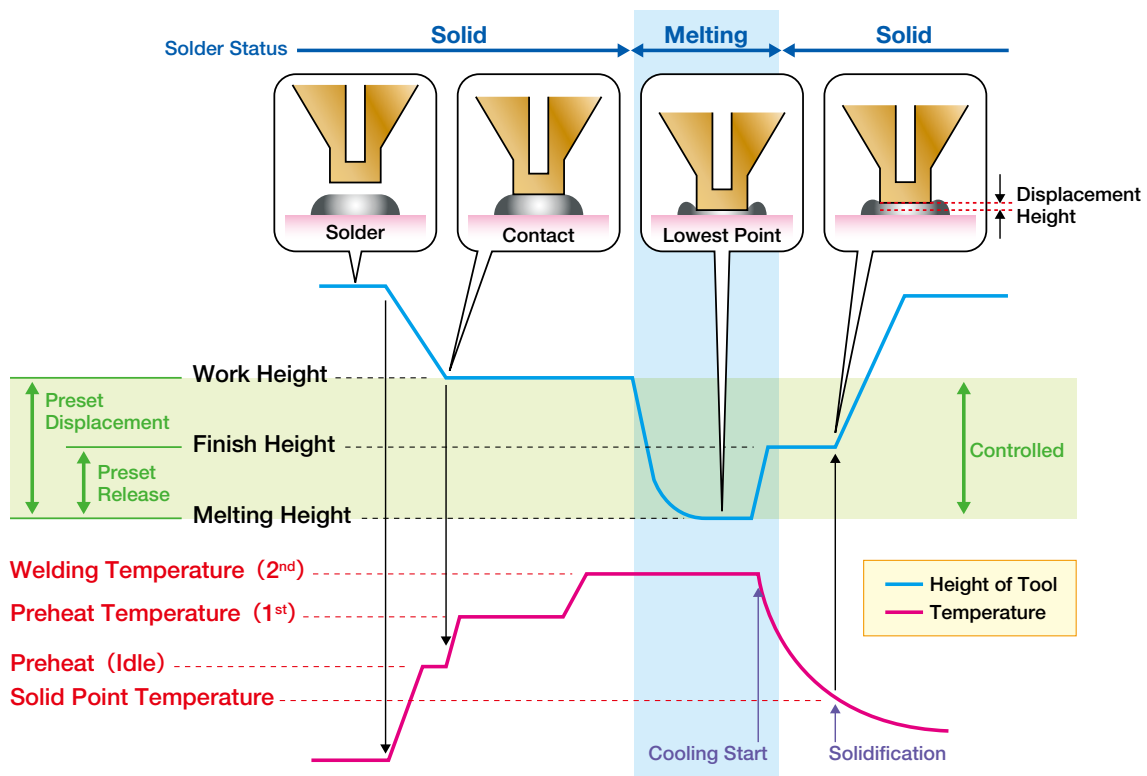 Solder Status
Solid
Melting
Solid
Solder
Contact
Lowest Point
Displacement
Height
Work Height
Preset
Displacement
Finish Height
Controlled
Preset
Release
Melting Height
Welding Temperature (2nd)
Preheat Temperature (1st)
Height of Tool
Temperature
Preheat (Idle)
Solid Point Temperature
Cooling Start
Solidification